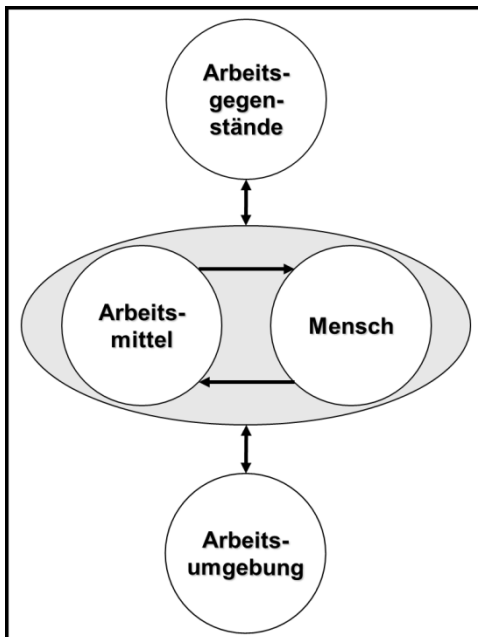 Arbeits-
gegen-
stände
Arbeits-
mittel
Mensch
Arbeits-
umgebung